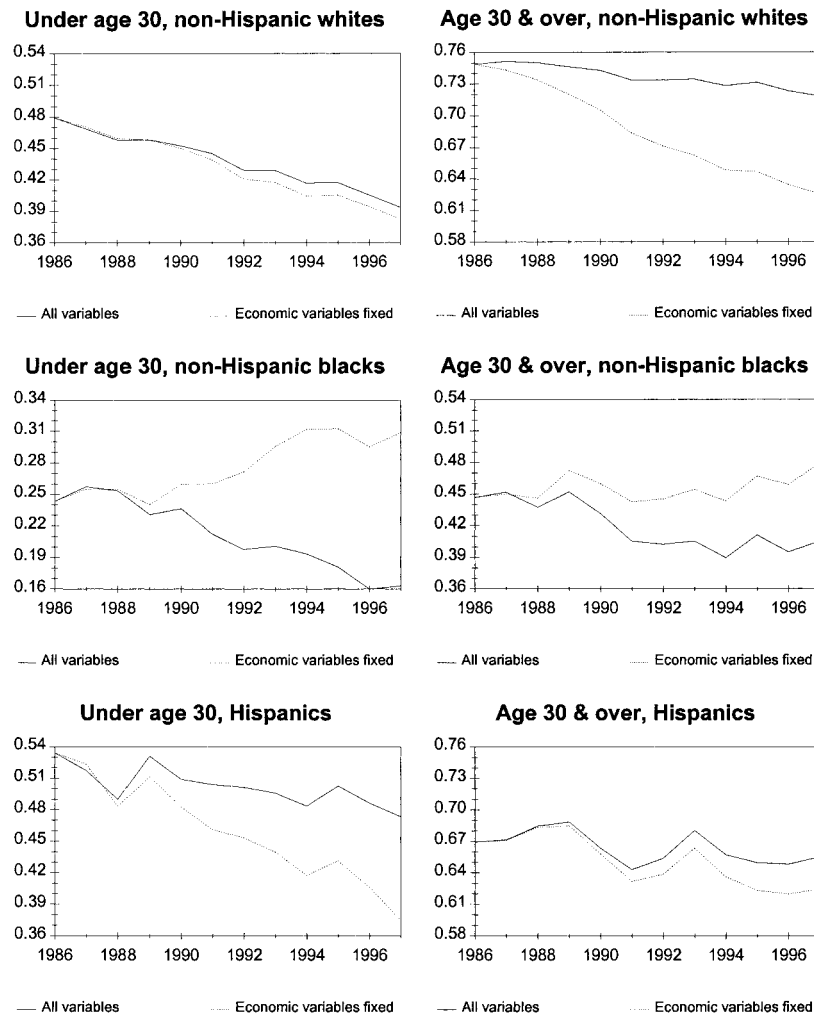 Under age 30, non-Hispanic whites
0.54
0.51
0.48
0.45
0.42
0.39
0.36
1986 1988 1990 1992 1994 1996
All variables Economic variables fixed
Age 30 & over, non-Hispanic whites
0.76
0.73
0.70
0.67
0.64
0.61
0.58
1986 1988 1990 1992 1994 1996
All variables Economic variables fixed
Under age 30, non-Hispanic blacks
0.34
0.31
0.28
0.25
0.22
0.19
0.16
1986 1988 1990 1992 1994 1996
All variables Economic variables fixed
Age 30 & over, non-Hispanic blacks
0.54
0.51
0.48
0.45
0.42
0.39
0.36
1986 1988 1990 1992 1994 1996
All variables Economic variables fixed
Under age 30, Hispanics
0.54
0.51
0.48
0.45
0.42
0.39
0.36
1986 1988 1990 1992 1994 1996
All variables Economic variables fixed
Age 30 & over, Hispanics
0.76
0.73
0.70
0.67
0.64
0.61
0.58
1986 1988 1990 1992 1994 1996
All variables Economic variables fixed